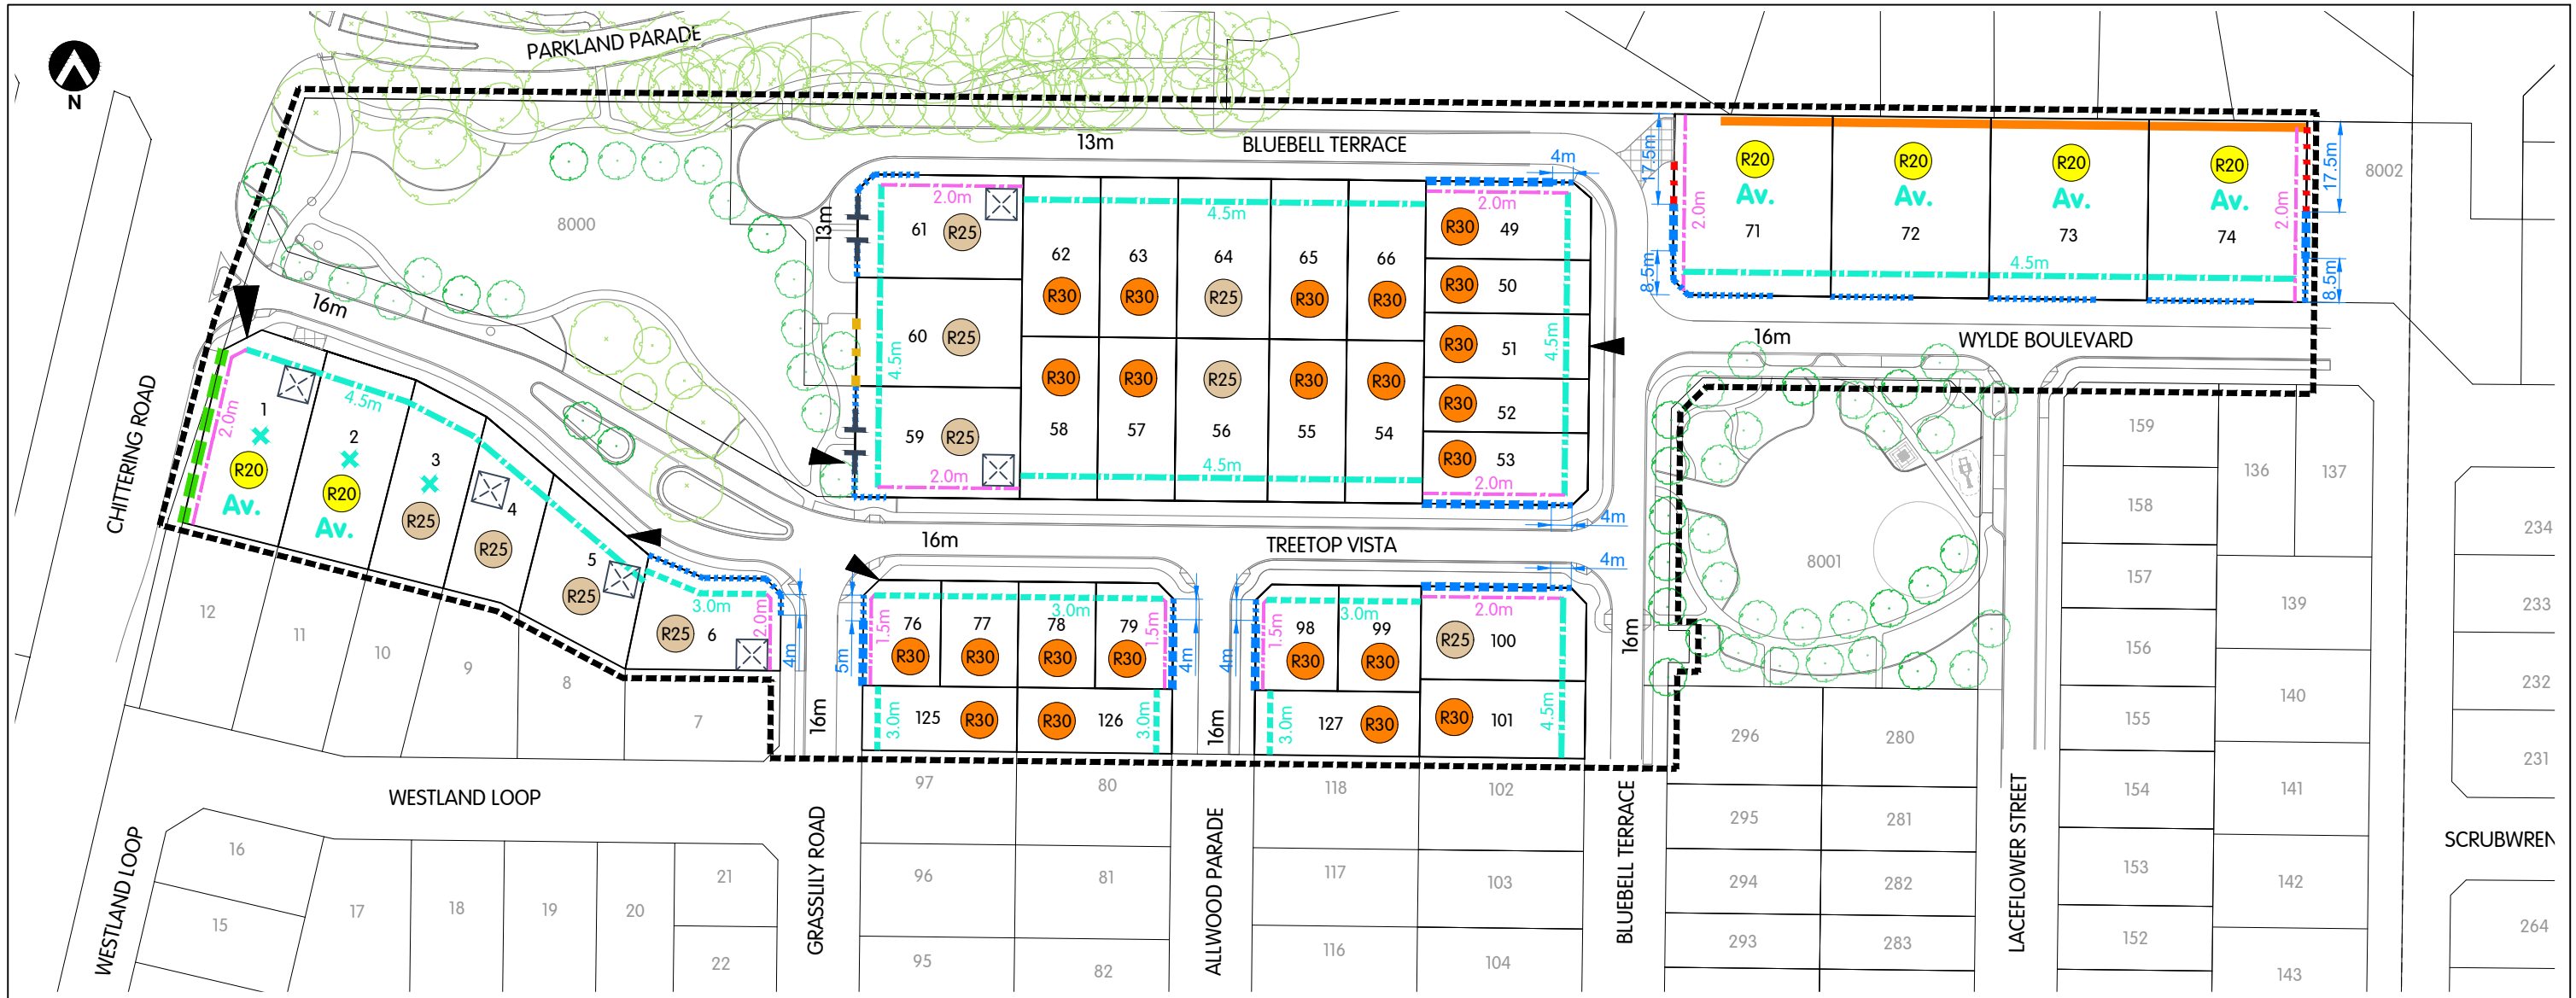 PARKLAND PARADE
N
13m
BLUEBELL TERRACE
4m
17.5m
R20
R20
R20
R20
17.5m
8002
Av.
Av.
Av.
Av.
71
72
73
74
2.0m
2.0m
4.5m
8.5m
8.5m
8000
13m
2.0m
61
R25
4.5m
2.0m
R30
49
62
63
64
65
66
R30
R30
R25
R30
R30
R30
50
60
R25
4.5m
R30
51
4.5m
R30
R30
R25
R30
R30
R30
52
59
R25
58
57
56
55
54
R30
53
2.0m
4.5m
2.0m
4m
16m
WYLDE BOULEVARD
16m
CHITTERING ROAD
2.0m
4.5m
1
2
3
4
5
6
R20
R20
R25
R25
R25
R25
Av.
Av.
3.0m
2.0m
4m
16m
TREETOP VISTA
4m
5m
1.5m
3.0m
76
77
78
79
R30
R30
R30
R30
1.5m
4m
4m
1.5m
3.0m
98
99
R30
R30
2.0m
R25
100
16m
3.0m
125
R30
R30
126
3.0m
3.0m
127
R30
R30
101
4.5m
16m
16m
8001
159
158
157
156
155
154
153
152
136
137
139
140
141
142
143
234
233
232
231
264
12
11
10
9
8
7
WESTLAND LOOP
WESTLAND LOOP
GRASSLILY ROAD
ALLWOOD PARADE
BLUEBELL TERRACE
LACEFLOWER STREET
SCRUBWREN
16
15
17
18
19
20
21
22
97
80
96
81
95
82
118
102
117
103
116
104
296
280
295
281
294
282
293
283